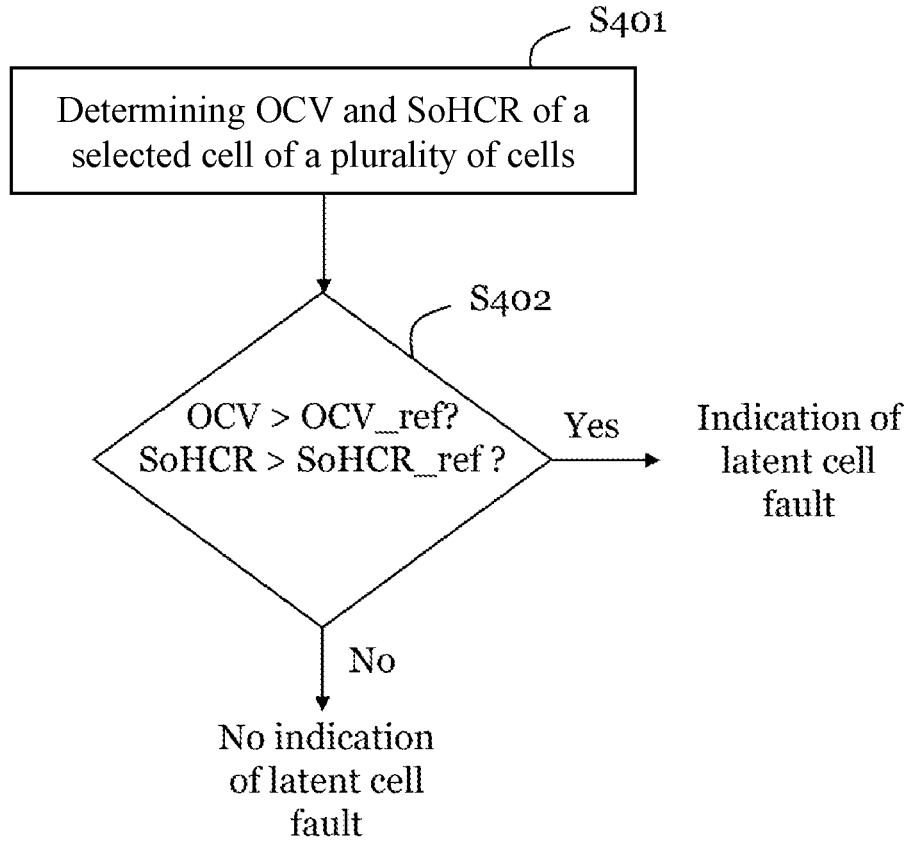 S401
Determining OCV and SoHCR of a
selected cell of a plurality of cells
S402
OCV > OCV_ref?
SoHCR > SoHCR_ref ?
Yes
Indication of
latent cell
fault
No
No indication
of latent cell
fault